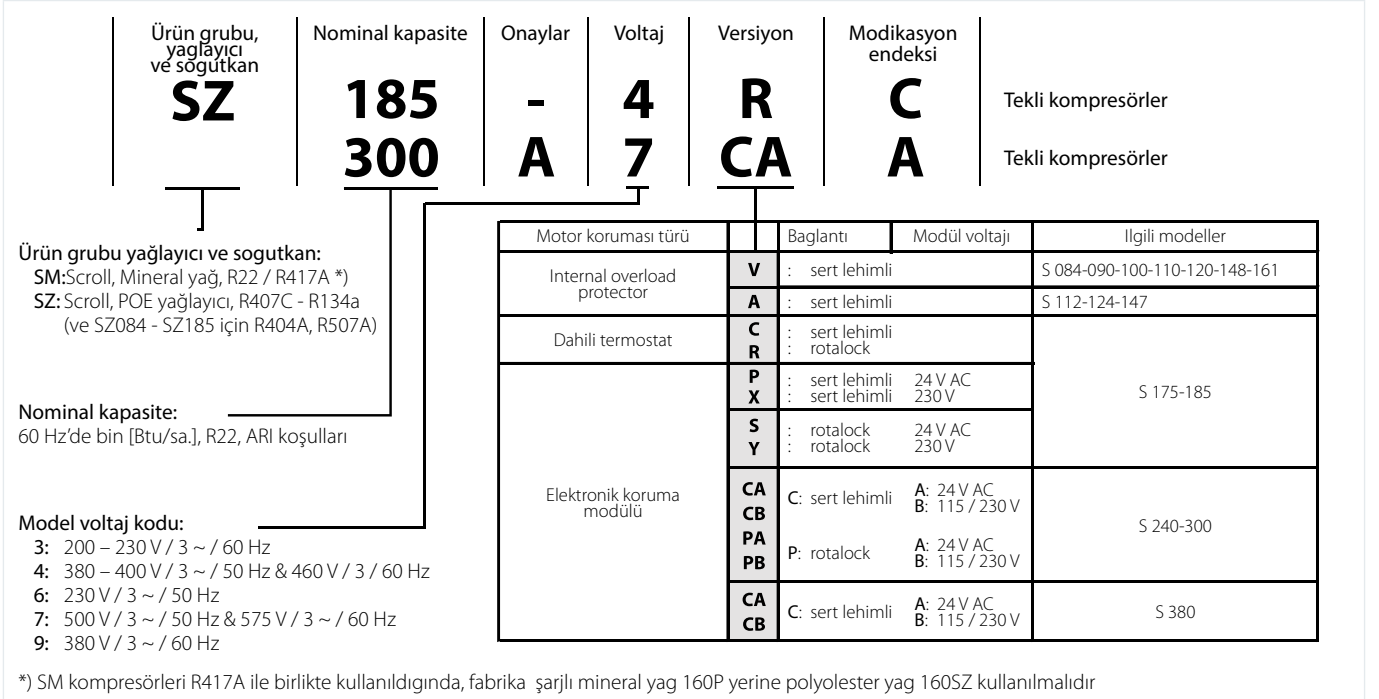 Ürün grubu,
yaglayıcı
ve sogutkan
Nominal kapasite
Onaylar
Voltaj
Versiyon
Modikasyon
endeksi
SZ 185 - 4 R C Tekli kompresörler
300 A 7 CA A Tekli kompresörler
Ürün grubu yağlayıcı ve sogutkan:
SM:Scroll, Mineral yağ, R22 / R417A *)
SZ: Scroll, POE yağlayıcı, R407C - R134a
(ve SZ084 - SZ185 için R404A, R507A)
Nominal kapasite:
60 Hz'de bin [Btu/sa.], R22, ARI koşulları
Model voltaj kodu:
3: 200 – 230 V / 3 ~ / 60 Hz
4: 380 – 400 V / 3 ~ / 50 Hz & 460 V / 3 / 60 Hz
6: 230 V / 3 ~ / 50 Hz
7: 500 V / 3 ~ / 50 Hz & 575 V / 3 ~ / 60 Hz
9: 380 V / 3 ~ / 60 Hz
Motor koruması türü Baglantı Modül voltajı Ilgili modeller
Internal overload
protector
V : sert lehimli S 084-090-100-110-120-148-161
A : sert lehimli S 112-124-147
Dahili termostat
C : sert lehimli
R : rotalock
P : sert lehimli 24 V AC
X : sert lehimli 230 V
S 175-185
S : rotalock 24 V AC
Y : rotalock 230 V
Elektronik koruma
modülü
CA
CB
C: sert lehimli
A: 24 V AC
B: 115 / 230 V
PA
PB
P: rotalock
A: 24 V AC
B: 115 / 230 V
S 240-300
CA
CB
C: sert lehimli
A: 24 V AC
B: 115 / 230 V
S 380
*) SM kompresörleri R417A ile birlikte kullanıldıgında, fabrika şarjlı mineral yag 160P yerine polyolester yag 160SZ kullanılmalıdır